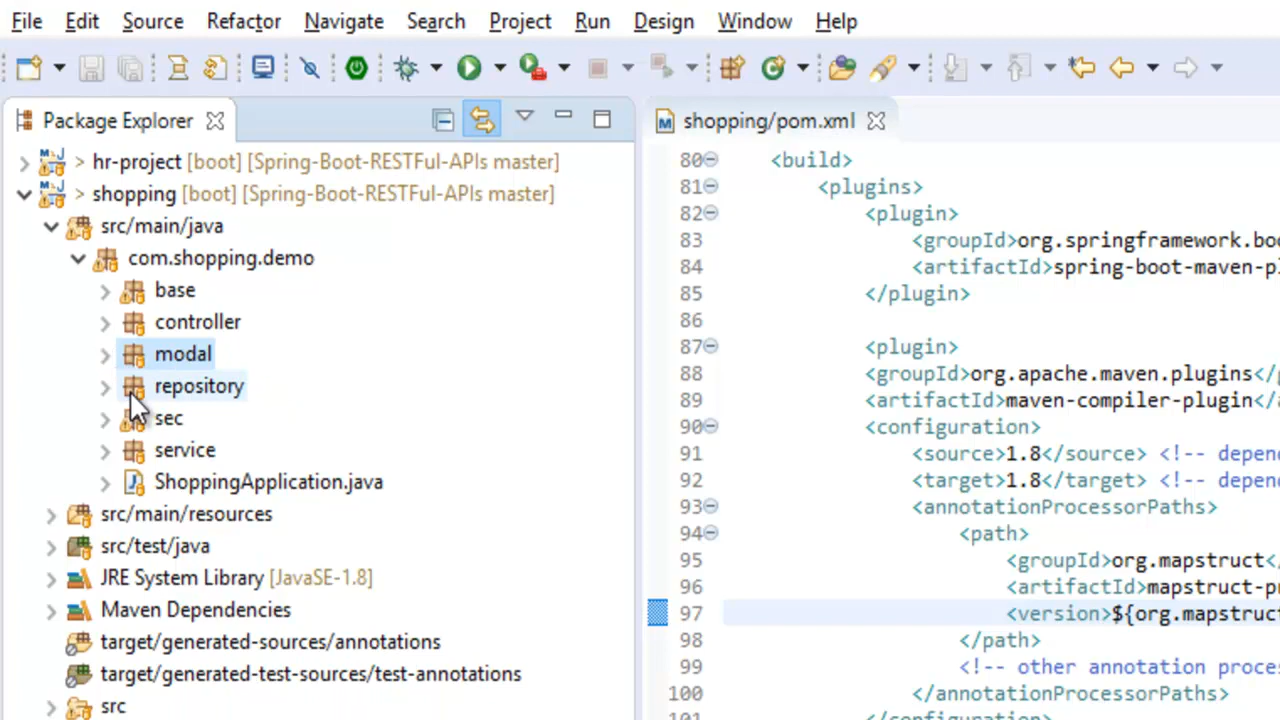 File Edit Source Refactor Navigate Search Project Run Design Window Help
Package Explorer
shopping/pom.xml
> hr-project [boot] [Spring-Boot-RESTFul-APIs master]
> shopping [boot] [Spring-Boot-RESTFul-APIs master]
src/main/java
com.shopping.demo
base
controller
modal
repository
sec
service
ShoppingApplication.java
src/main/resources
src/test/java
JRE System Library [JavaSE-1.8]
Maven Dependencies
target/generated-sources/annotations
target/generated-test-sources/test-annotations
src
80 <build>
81 <plugins>
82 <plugin>
83 <groupId>org.springframework.bo
84 <artifactId>spring-boot-maven-pl
85 </plugin>
86
87 <plugin>
88 <groupId>org.apache.maven.plugins</g
89 <artifactId>maven-compiler-plugin</a
90 <configuration>
91 <source>1.8</source> <!-- depend
92 <target>1.8</target> <!-- depend
93 <annotationProcessorPaths>
94 <path>
95 <groupId>org.mapstruct</
96 <artifactId>mapstruct-p
97 <version>${org.mapstruct
98 </path>
99 <!-- other annotation proce
100 </annotationProcessorPaths>
101 </configuration>